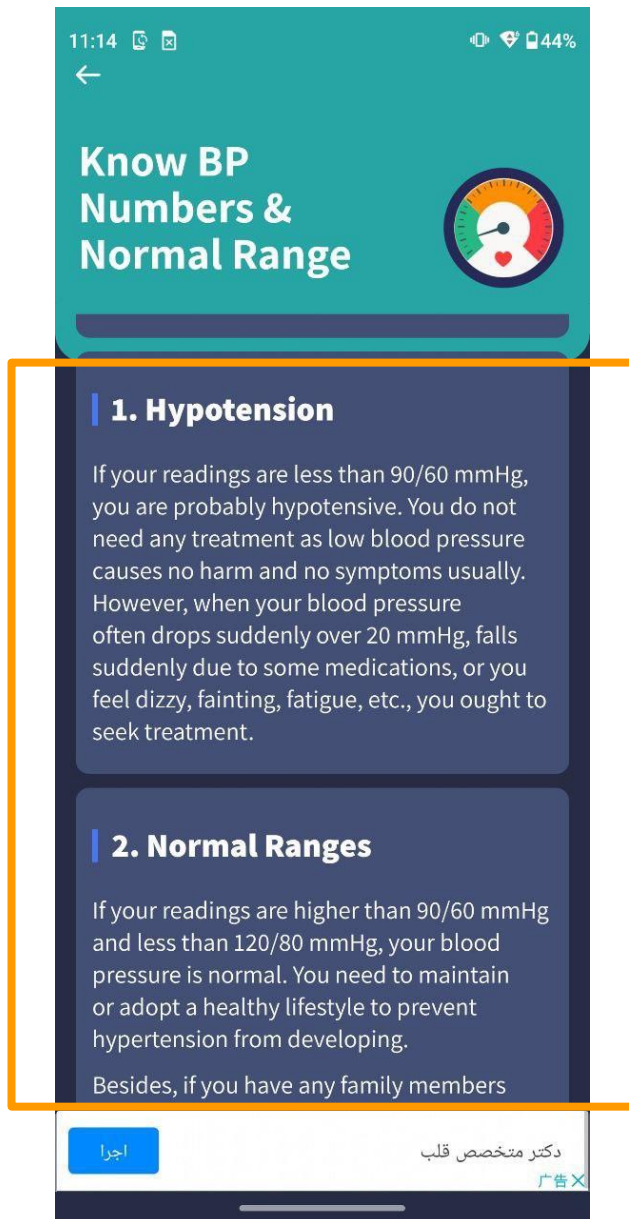 11:14
44%
Know BP
Numbers &
Normal Range
1. Hypotension
If your readings are less than 90/60 mmHg,
you are probably hypotensive. You do not
need any treatment as low blood pressure
causes no harm and no symptoms usually.
However, when your blood pressure
often drops suddenly over 20 mmHg, falls
suddenly due to some medications, or you
feel dizzy, fainting, fatigue, etc., you ought to
seek treatment.
2. Normal Ranges
If your readings are higher than 90/60 mmHg
and less than 120/80 mmHg, your blood
pressure is normal. You need to maintain
or adopt a healthy lifestyle to prevent
hypertension from developing.
Besides, if you have any family members
دکتر متخصص قلب
اجرا
广告